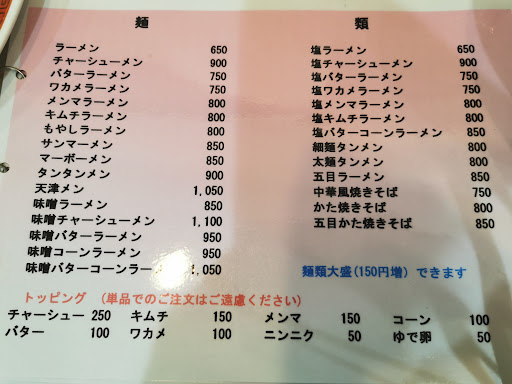 麺類
ラーメン 650
チャーシューメン 900
バターラーメン 750
ワカメラーメン 750
メンマラーメン 800
キムチラーメン 800
もやしラーメン 800
サンマーメン 850
マーボーメン 850
タンタンメン 900
天津メン 1,050
味噌ラーメン 850
味噌チャーシューメン 1,100
味噌バターラーメン 950
味噌コーンラーメン 950
味噌バターコーンラーメン 1,050
塩ラーメン 650
塩チャーシューメン 900
塩バターラーメン 750
塩ワカメラーメン 750
塩メンマラーメン 800
塩キムチラーメン 800
塩バターコーンラーメン 850
細麺タンメン 800
太麺タンメン 800
五目ラーメン 850
中華風焼きそば 750
かた焼きそば 800
五目かた焼きそば 850
麺類大盛(150円増)できます
トッピング (単品でのご注文はご遠慮ください)
チャーシュー 250 キムチ 150 メンマ 150 コーン 100
バター 100 ワカメ 100 ニンニク 50 ゆで卵 50